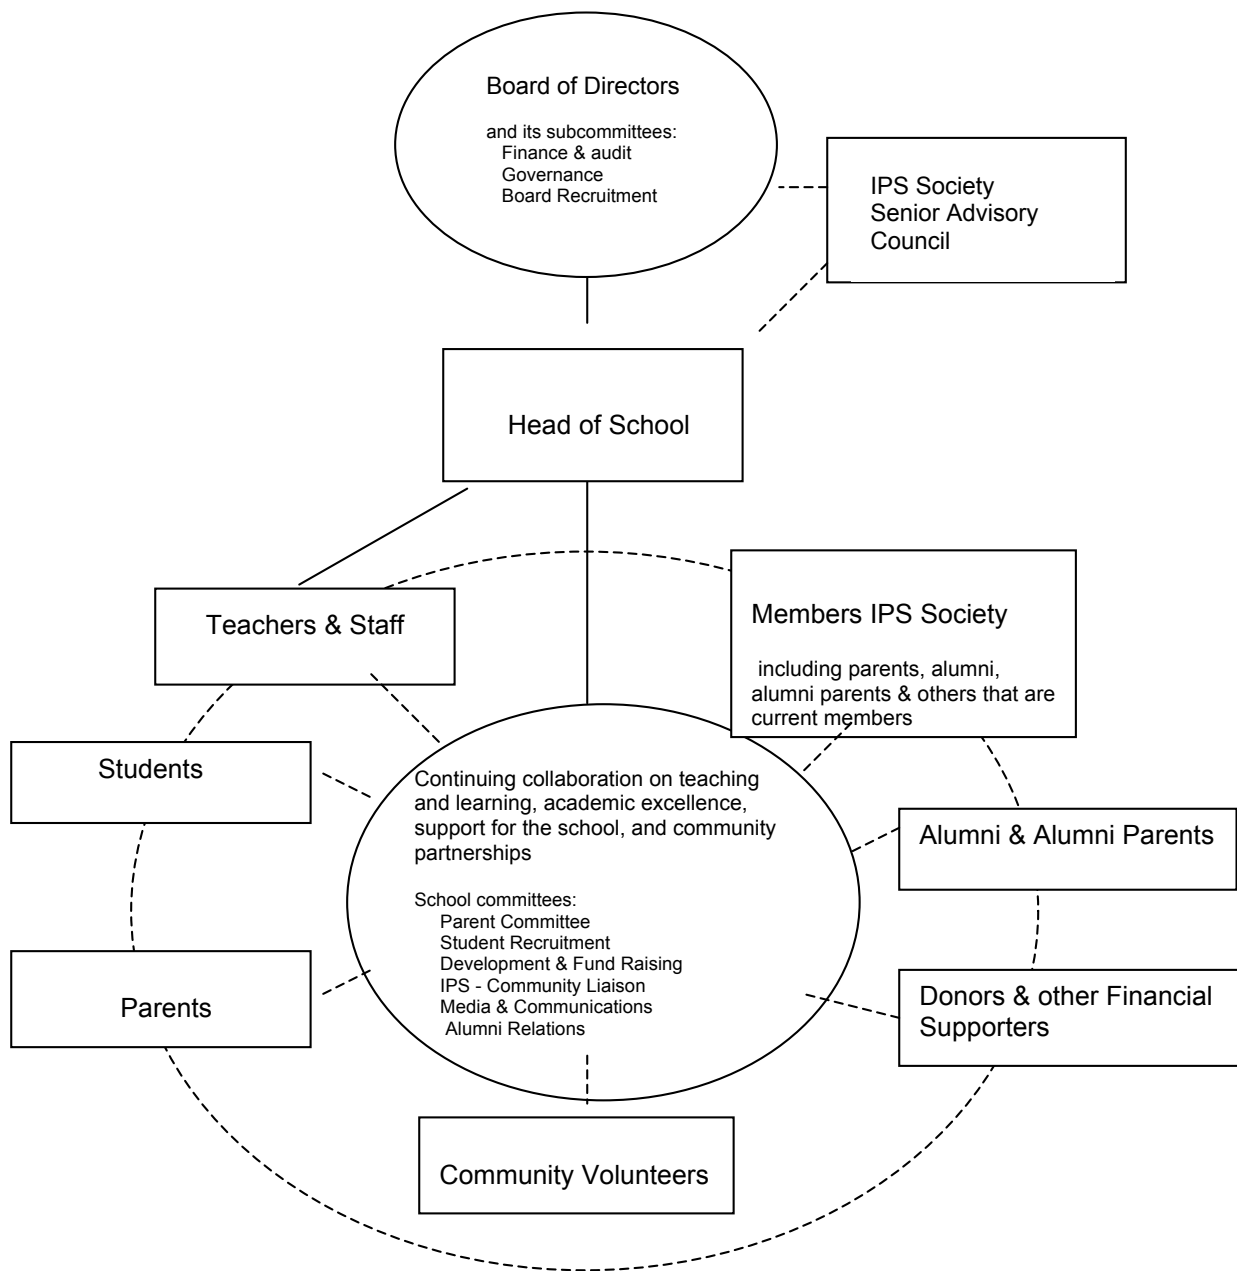 Board of Directors
and its subcommittees:
Finance & audit
Governance
Board Recruitment
IPS Society
Senior Advisory
Council
Head of School
Teachers & Staff
Members IPS Society
including parents, alumni,
alumni parents & others that are
current members
Students
Continuing collaboration on teaching
and learning, academic excellence,
support for the school, and community
partnerships
School committees:
Parent Committee
Student Recruitment
Development & Fund Raising
IPS - Community Liaison
Media & Communications
Alumni Relations
Alumni & Alumni Parents
Parents
Donors & other Financial
Supporters
Community Volunteers